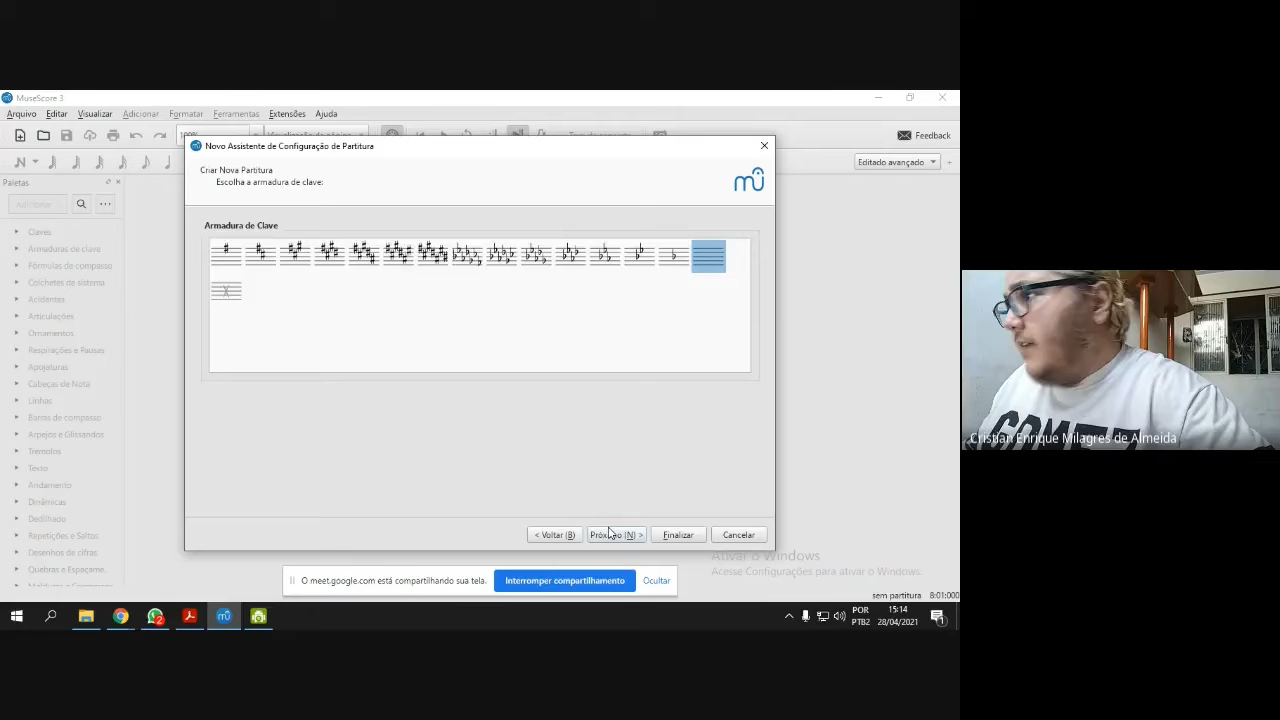 MuseScore 3
Arquivo Editar Visualizar Adicionar Formatar Ferramentas Extensões Ajuda
Feedback
Editado avançado
Paletas
Adicionar
Novo Assistente de Configuração de Partitura
Criar Nova Partitura
Escolha a armadura de clave:
Armadura de Clave
Claves
Armaduras de clave
Fórmulas de compasso
Colchetes de sistema
Acidentes
Articulações
Ornamentos
Respirações e Pausas
Apojaturas
Cabeças de Nota
Linhas
Barras de compasso
Arpejos e Glissandos
Tremolos
Texto
Andamento
Dinâmicas
Dedilhado
Repetições e Saltos
Desenhos de cifras
Quebras e Espaçame...
< Voltar (B) Próximo (N) > Finalizar Cancelar
Ativar o Windows
Acesse Configurações para ativar o Windows.
O meet.google.com está compartilhando sua tela. Interromper compartilhamento Ocultar
sem partitura 8:01:000
POR
PTB2
15:14
28/04/2021
Cristian Enrique Milagres de Almeida